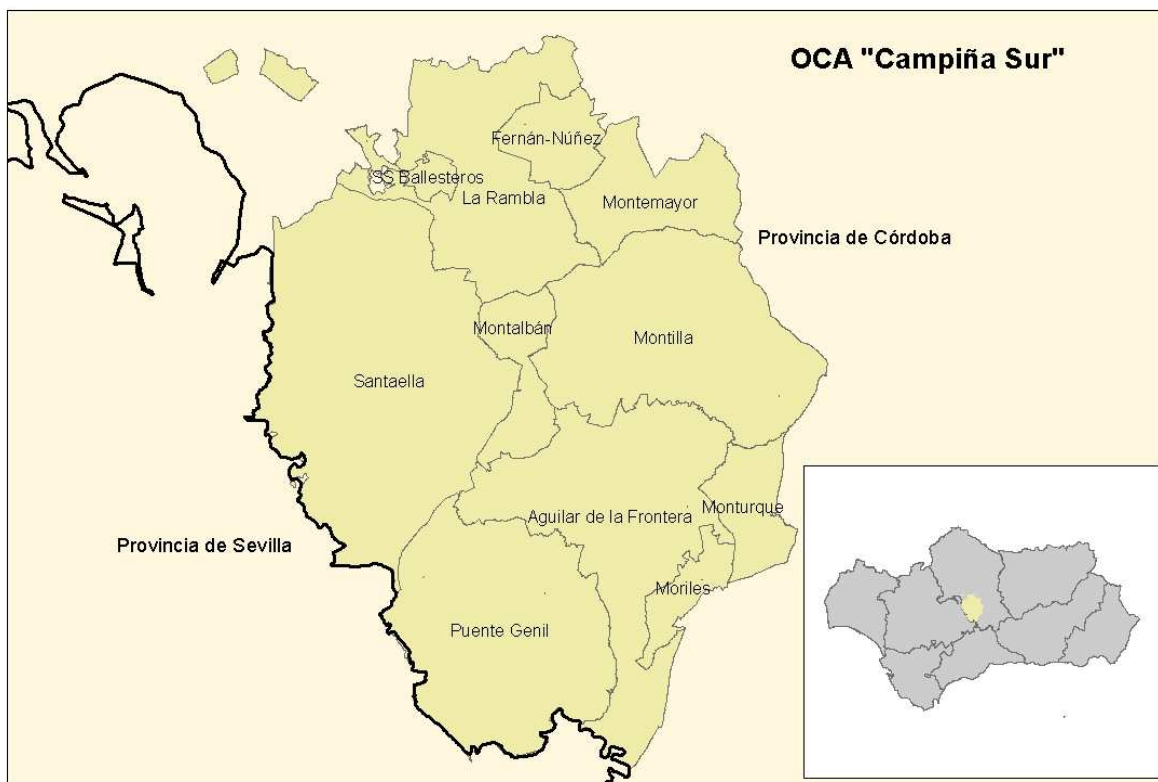 OCA "Campiña Sur"
Fernán-Núñez
SS Ballesteros
La Rambla
Montemayor
Provincia de Córdoba
Montalbán
Montilla
Santaella
Aguilar de la Frontera
Monturque
Provincia de Sevilla
Moriles
Puente Genil